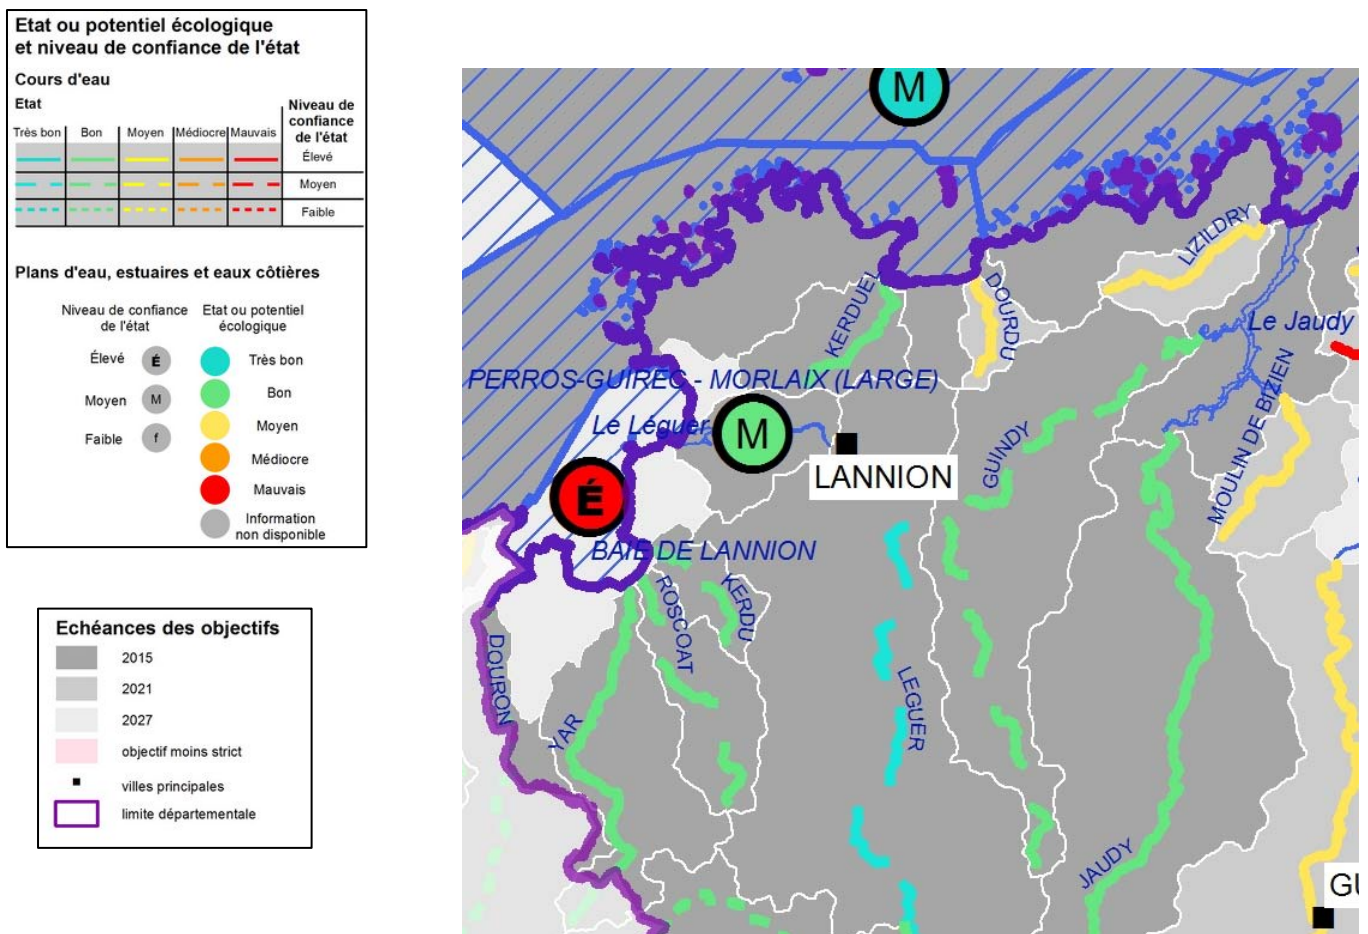 Etat ou potentiel écologique
et niveau de confiance de l'état
Cours d'eau
Etat
Niveau de
confiance
de l'état
Très bon Bon Moyen Médiocre Mauvais
Élevé
Moyen
Faible
Plans d'eau, estuaires et eaux côtières
Niveau de confiance
de l'état
Etat ou potentiel
écologique
Élevé É Très bon
Moyen M Bon
Faible f Moyen
Médiocre
Mauvais
Information
non disponible
Echéances des objectifs
2015
2021
2027
objectif moins strict
villes principales
limite départementale
M
LIZILDRY
KERDUEL
DOURDU
Le Jaudy
PERROS-GUIREC - MORLAIX (LARGE)
Le Léguer
M
LANNION
GUINDY
MOULIN DE BIZIEN
É
BAIE DE LANNION
ROSCOAT
KERDU
DOURON
YAR
LEGUER
JAUDY
GU